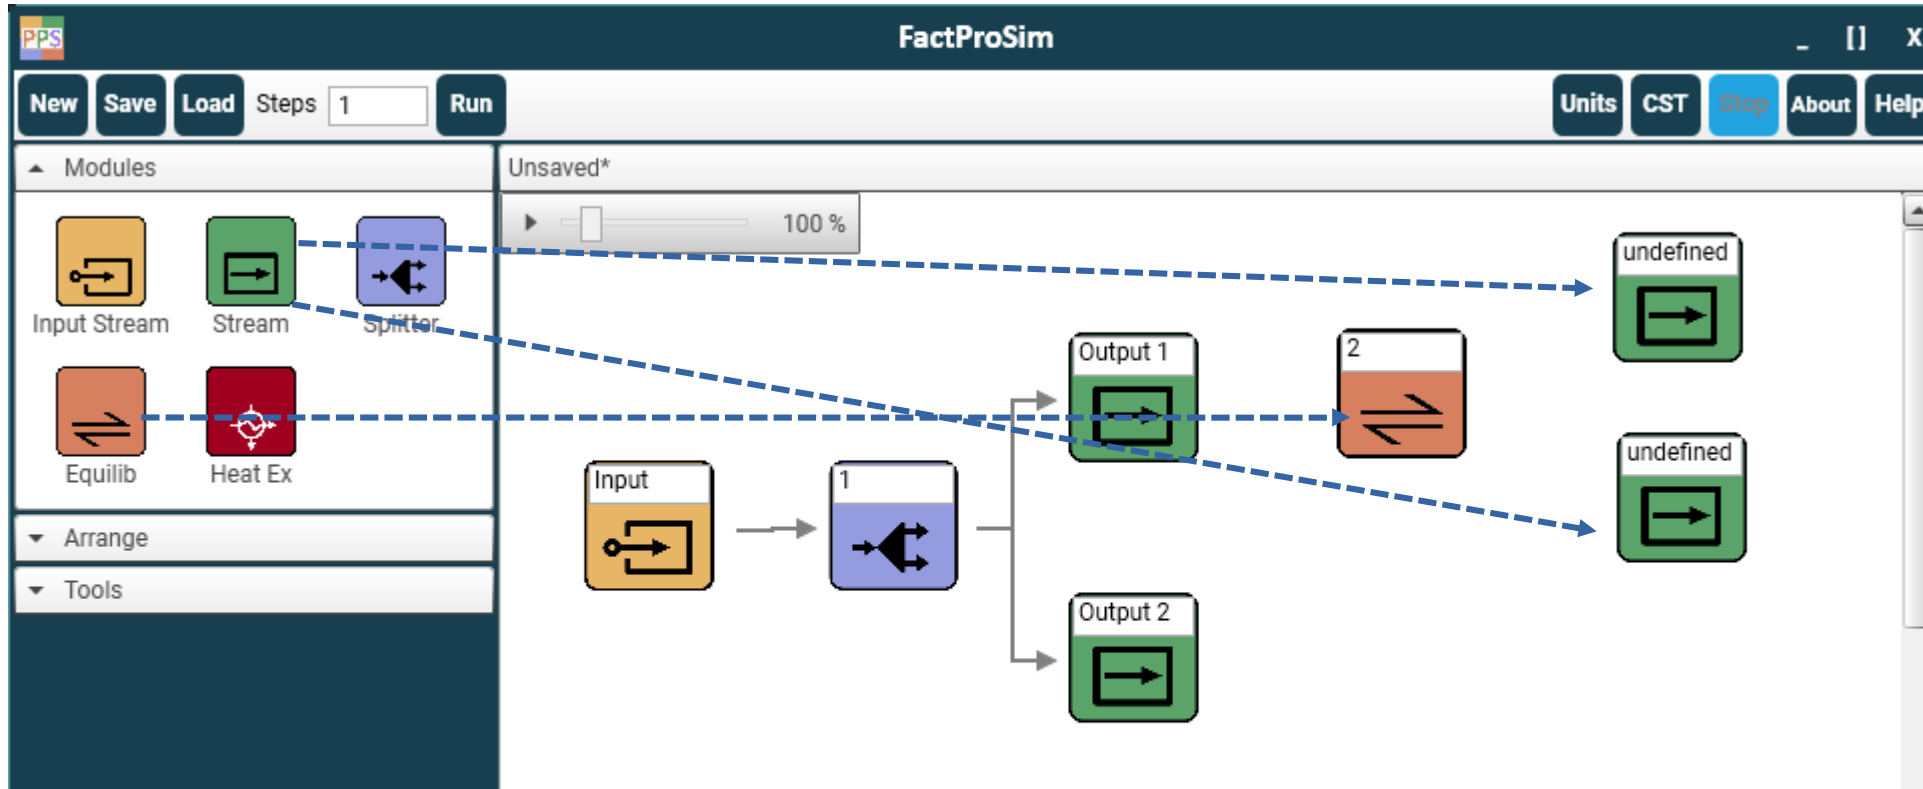 PPS
FactProSim
_ [] X
New Save Load Steps 1 Run
Units CST Stop About Help
Modules
Unsaved*
100 %
Input Stream Stream Splitter
Equilib Heat Ex
Arrange
Tools
undefined
Output 1
2
undefined
Input
1
Output 2